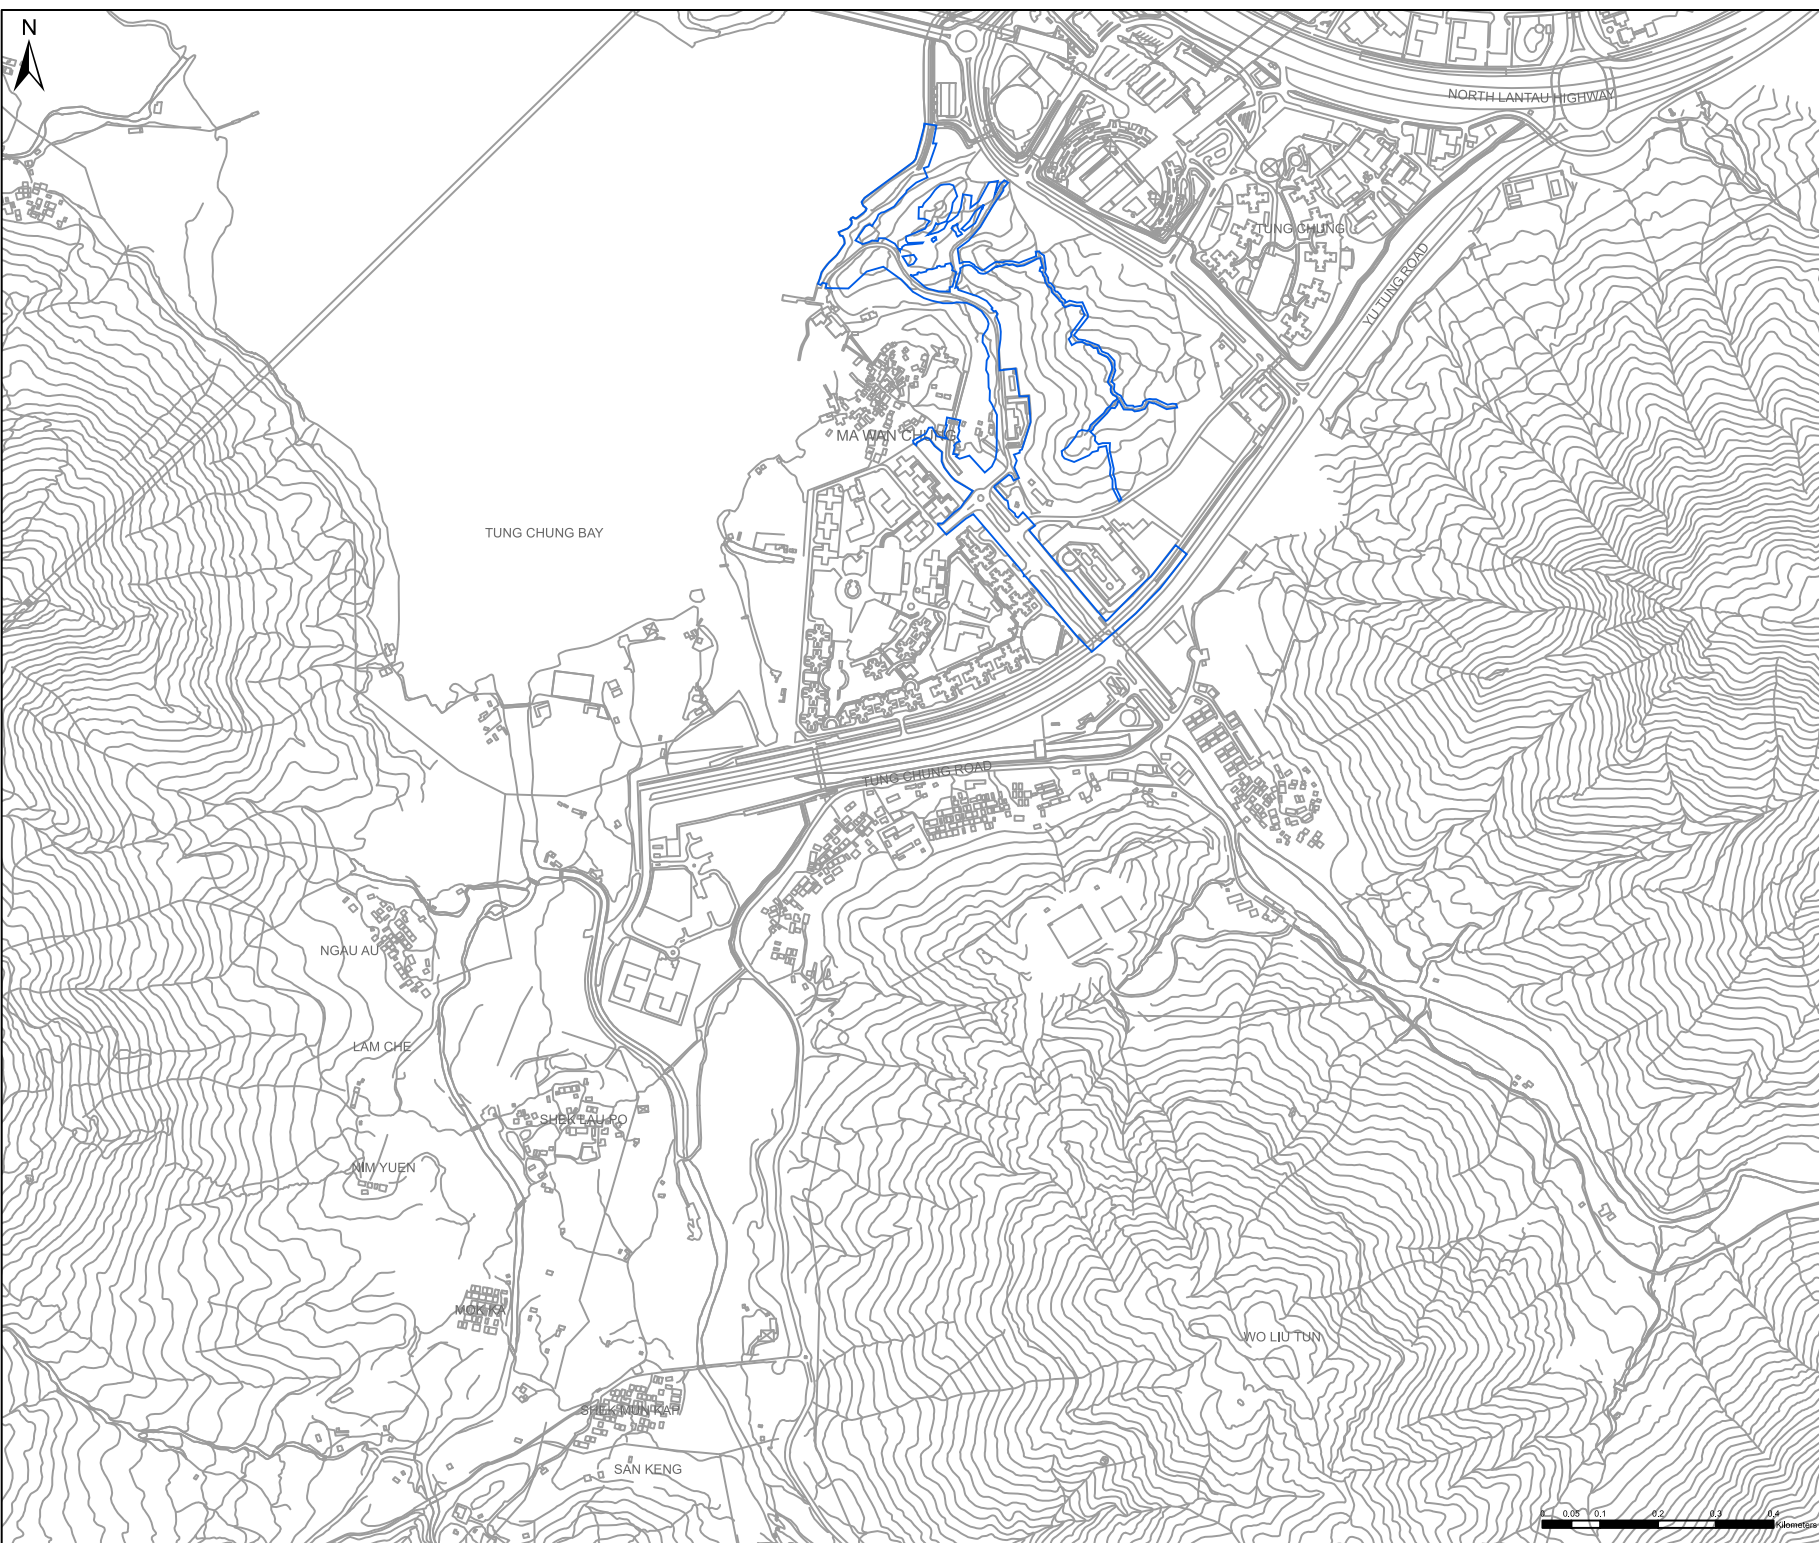 N
NORTH LANTAU HIGHWAY
TUNG CHUNG
YU TUNG ROAD
MA WAN CHUNG
TUNG CHUNG BAY
TUNG CHUNG ROAD
NGAU AU
LAM CHE
SHEK LAU PO
NIM YUEN
MOK KA
WO LIU TUN
SHEK MUN KAP
SAN KENG
0 0.05 0.1 0.2 0.3 0.4
Kilometers